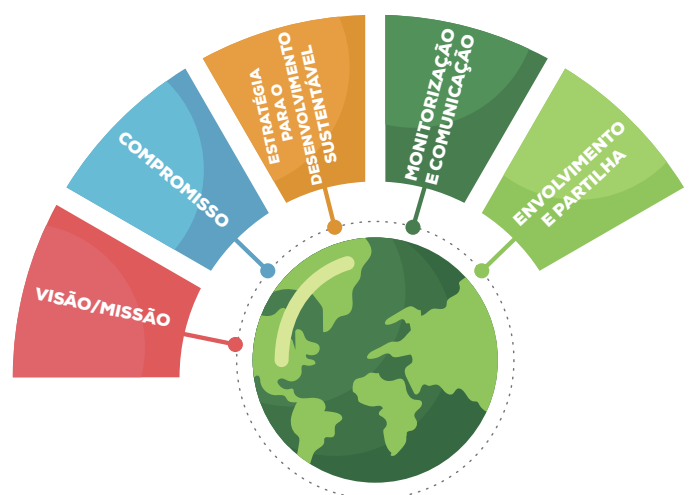 VISÃO/MISSÃO
COMPROMISSO
ESTRATÉGIA
PARA O
DESENVOLVIMENTO
SUSTENTÁVEL
MONITORIZAÇÃO
E COMUNICAÇÃO
ENVOLVIMENTO
E PARTILHA